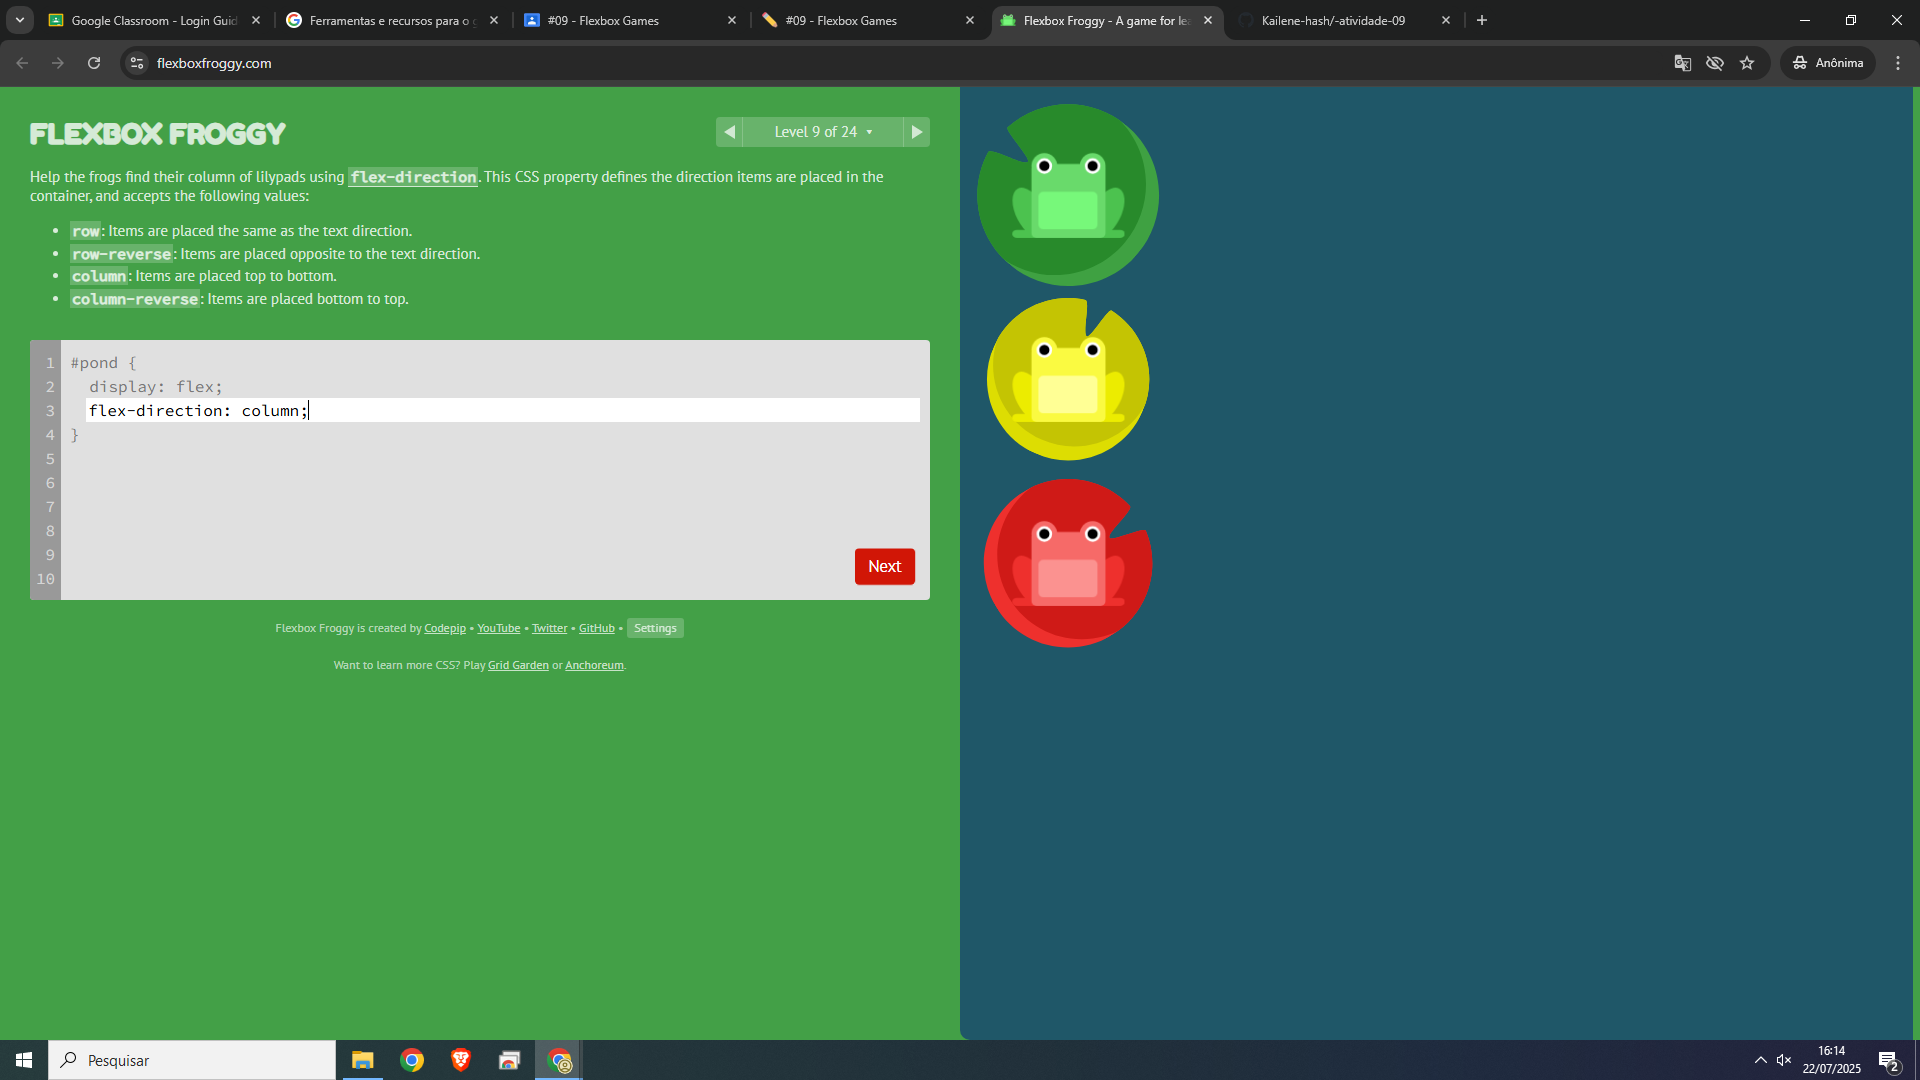 Google Classroom - Login Guid
Ferramentas e recursos para o g
#09 - Flexbox Games
#09 - Flexbox Games
Flexbox Froggy - A game for lea
Kailene-hash/-atividade-09
flexboxfroggy.com
Anônima
FLEXBOX FROGGY
Level 9 of 24
Help the frogs find their column of lilypads using flex-direction. This CSS property defines the direction items are placed in the
container, and accepts the following values:
• row: Items are placed the same as the text direction.
• row-reverse: Items are placed opposite to the text direction.
• column: Items are placed top to bottom.
• column-reverse: Items are placed bottom to top.
1 #pond {
2 display: flex;
3 flex-direction: column;
4 }
5
6
7
8
9
10
Next
Flexbox Froggy is created by Codepip • YouTube • Twitter • GitHub • Settings
Want to learn more CSS? Play Grid Garden or Anchoreum.
Pesquisar
16:14
22/07/2025
2